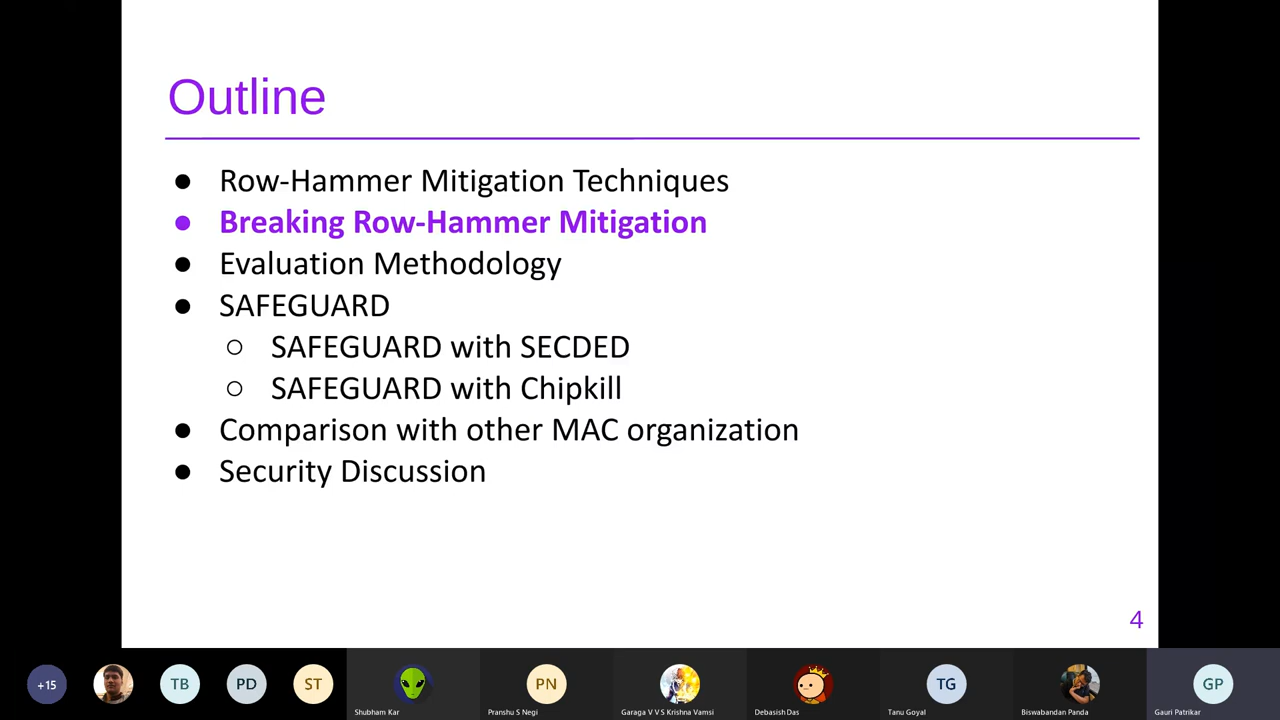 Outline
● Row-Hammer Mitigation Techniques
● Breaking Row-Hammer Mitigation
● Evaluation Methodology
● SAFEGUARD
○ SAFEGUARD with SECDED
○ SAFEGUARD with Chipkill
● Comparison with other MAC organization
● Security Discussion
4
+15 TB PD ST PN TG GP
Shubham Kar Pranshu S Negi Garaga V V S Krishna Vamsi Debasish Das Tanu Goyal Biswabandan Panda Gauri Patrikar